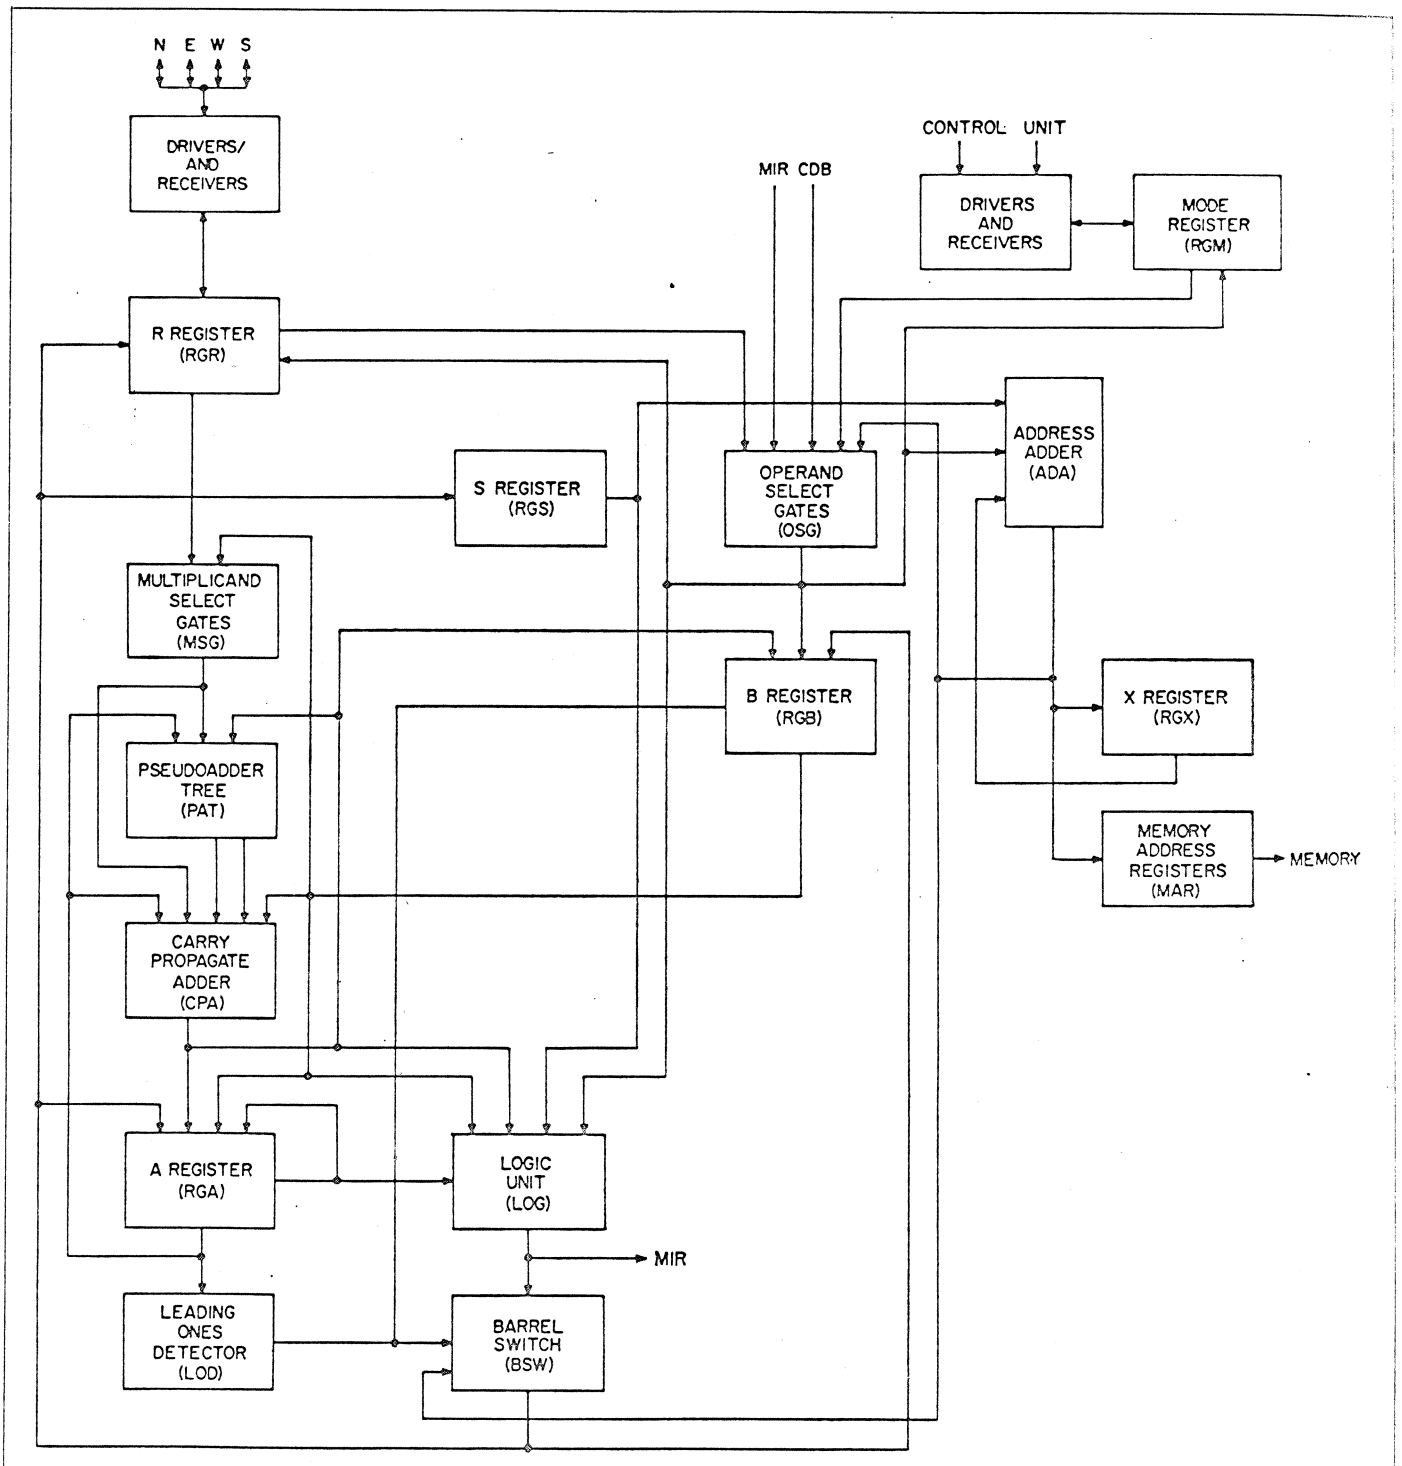 N E W S
DRIVERS/
AND
RECEIVERS
CONTROL UNIT
MIR CDB
DRIVERS
AND
RECEIVERS
MODE
REGISTER
(RGM)
R REGISTER
(RGR)
ADDRESS
ADDER
(ADA)
S REGISTER
(RGS)
OPERAND
SELECT
GATES
(OSG)
MULTIPLICAND
SELECT
GATES
(MSG)
B REGISTER
(RGB)
X REGISTER
(RGX)
PSEUDOADDER
TREE
(PAT)
MEMORY
ADDRESS
REGISTERS
(MAR)
MEMORY
CARRY
PROPAGATE
ADDER
(CPA)
A REGISTER
(RGA)
LOGIC
UNIT
(LOG)
MIR
LEADING
ONES
DETECTOR
(LOD)
BARREL
SWITCH
(BSW)